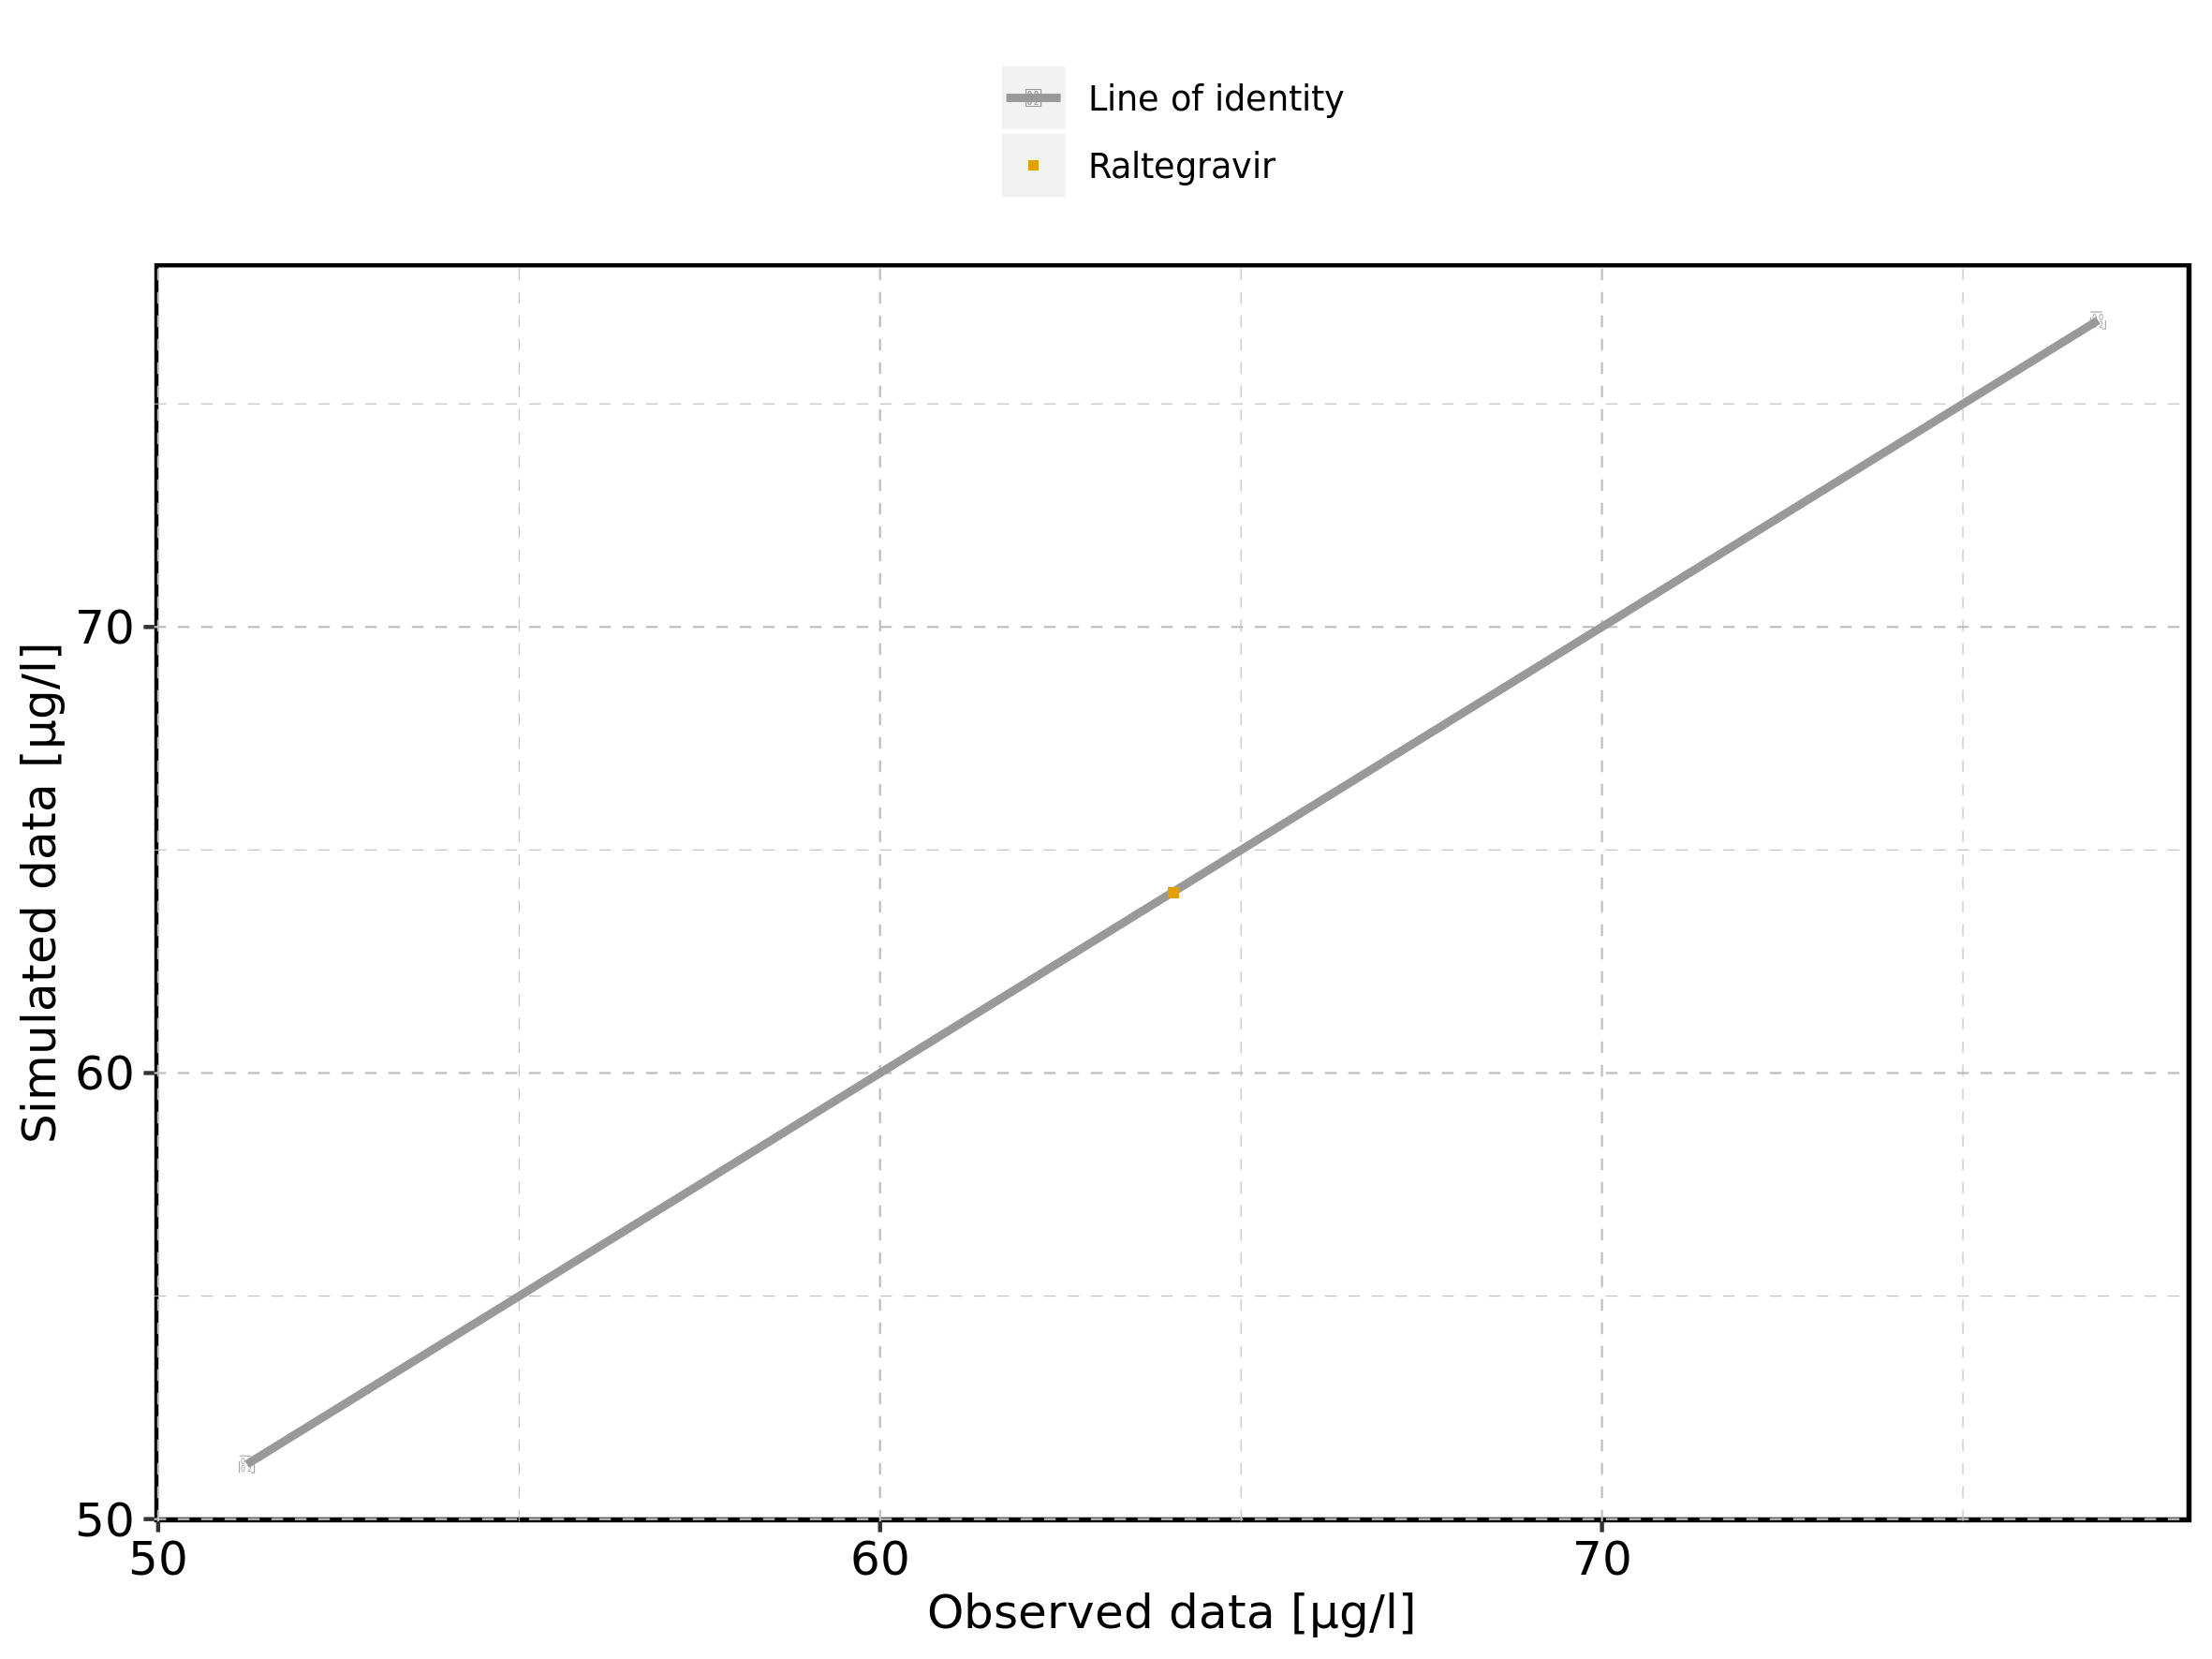 Line of identity
Raltegravir
Simulated data [µg/l]
70
60
50
50
60
70
Observed data [µg/l]